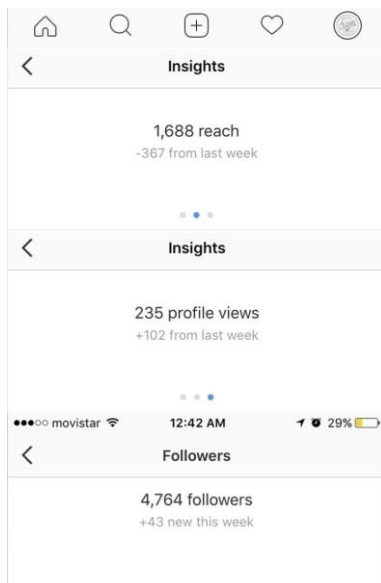 Insights
1,688 reach
-367 from last week
Insights
235 profile views
+102 from last week
movistar 12:42 AM 29%
Followers
4,764 followers
+43 new this week